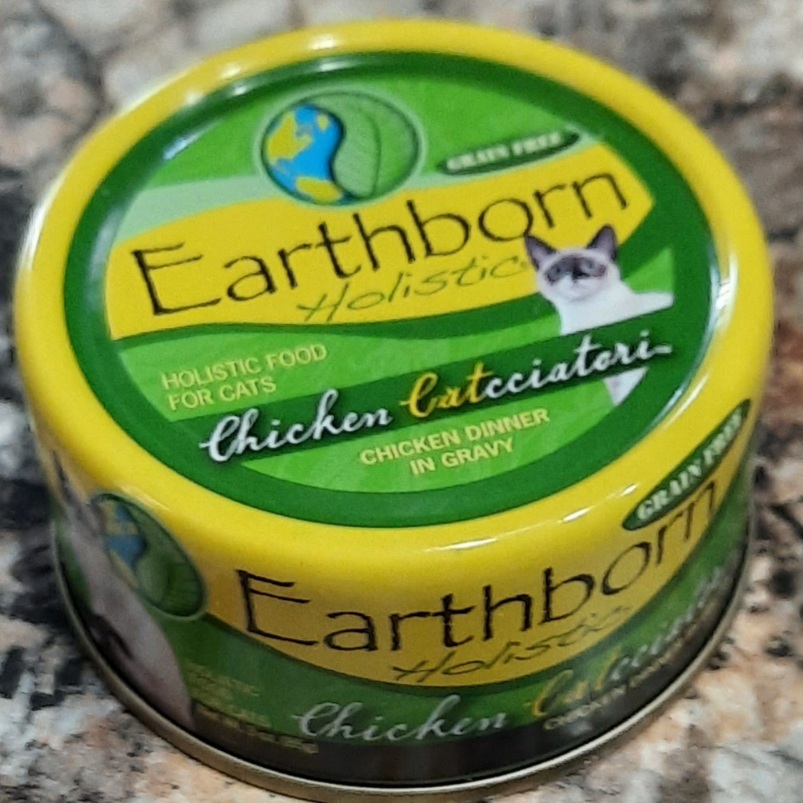 GRAIN FREE
Earthborn
Holistic
HOLISTIC FOOD
FOR CATS
Chicken Catcciatori
CHICKEN DINNER
IN GRAVY
GRAIN FREE
Earthborn
Holistic
Chicken Catcciatori